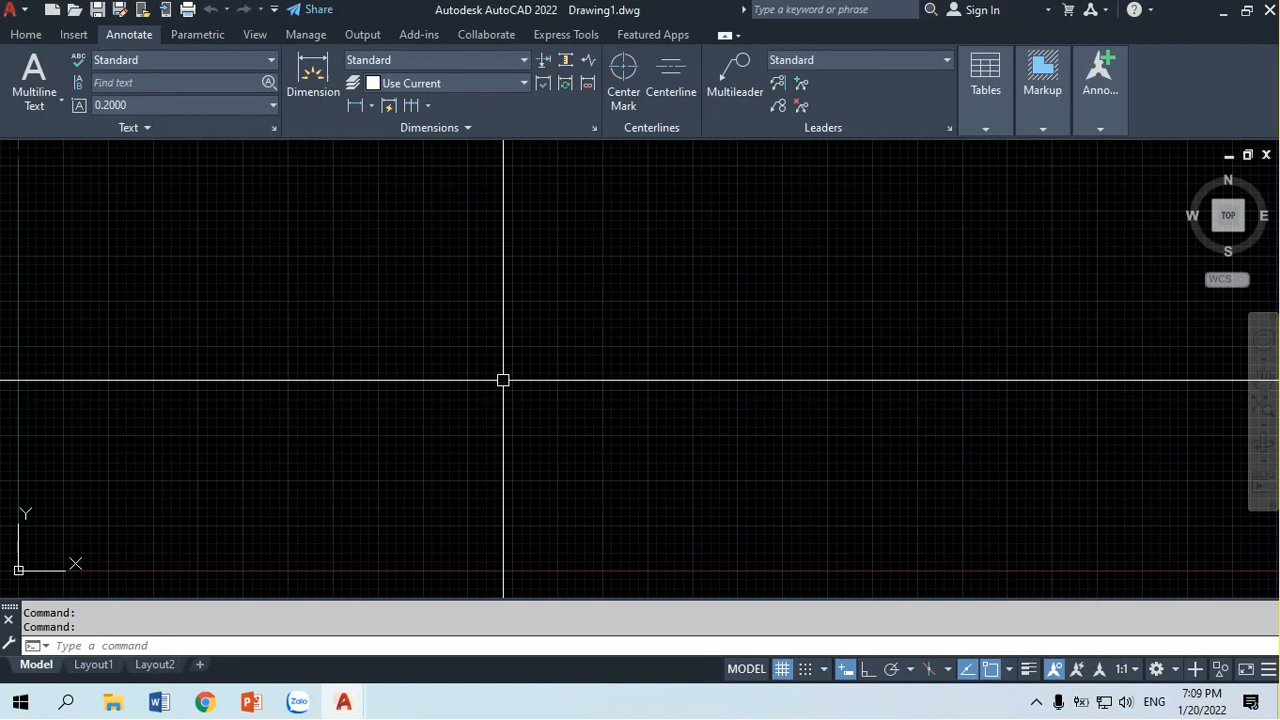 A Share Autodesk AutoCAD 2022 Drawing1.dwg Type a keyword or phrase Sign In
Home Insert Annotate Parametric View Manage Output Add-ins Collaborate Express Tools Featured Apps
ABC Standard Standard Standard
Find text Use Current
Multiline Text
Dimension
Center Mark
Centerline
Multileader
Tables
Markup
Anno...
0.2000
Text Dimensions Centerlines Leaders
N
W TOP E
S
WCS
Y
X
Command:
Command:
Type a command
Model Layout1 Layout2 + MODEL 1:1
Zalo ENG 7:09 PM
1/20/2022